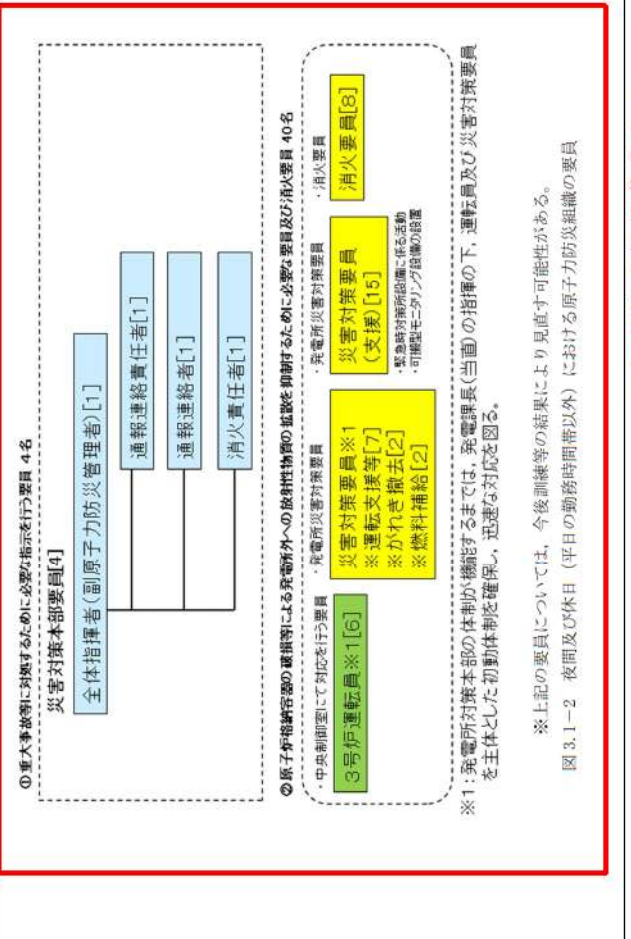 ①重大事故等に対処するために必要な指示を行う要員 4名
災害対策本部要員[4]
全体指揮者(副原子力防災管理者)[1]
通報連絡責任者[1]
通報連絡者[1]
消火責任者[1]
②原子炉格納容器の破損等による発電所外への放射性物質の拡散を抑制するために必要な要員及び消火要員 40名
・中央制御室にて対応を行う要員
3号炉運転員※1[6]
・発電所災害対策要員
災害対策要員※1
※運転支援等[7]
※がれき撤去[2]
※燃料補給[2]
・発電所災害対策要員
災害対策要員
(支援)[15]
・緊急時対策所設備に係る活動
・可搬型モニタリング設備の設置
・消火要員
消火要員[8]
※1:発電所対策本部の体制が機能するまでは,発電課長(当直)の指揮の下,運転員及び災害対策要員
を主体とした初動体制を確保し,迅速な対応を図る。
※上記の要員については、今後訓練等の結果により見直す可能性がある。
図 3.1-2 夜間及び休日(平日の勤務時間帯以外)における原子力防災組織の要員